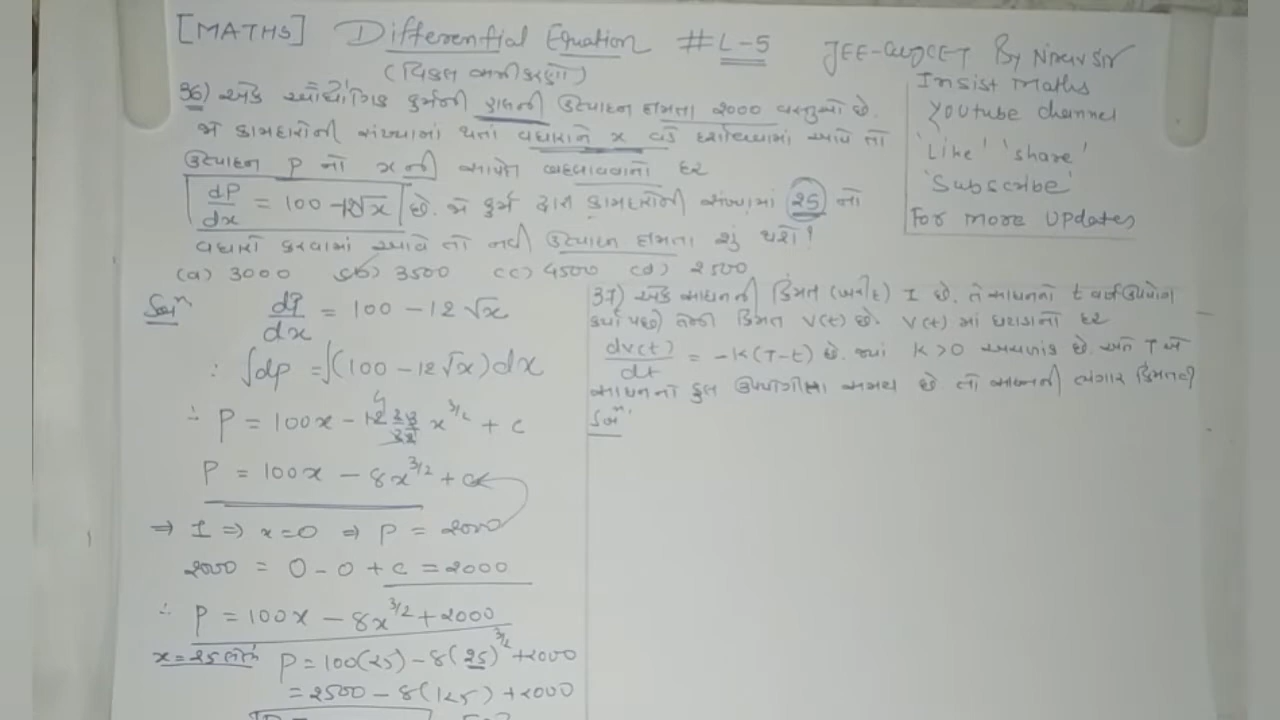 [MATHS] Differential Equation #L-5 JEE-GUJCET By Nirav Sir
(વિકલ સમીકરણો)
36) એક ઔદ્યોગિક ફર્મની હાલની ઉત્પાદન ક્ષમતા 2000 વસ્તુઓ છે.
જો કામદારોની સંખ્યામાં થતાં વધારાને x વડે દર્શાવવામાં આવે તો
ઉત્પાદન P નો x ની સાપેક્ષ બદલાવવાનો દર
dP/dx = 100 - 12√x છે. જો ફર્મ દ્વારા કામદારોની સંખ્યામાં 25 નો
વધારો કરવામાં આવે તો નવી ઉત્પાદન ક્ષમતા શું થશે?
(a) 3000 (b) 3500 (c) 4500 (d) 2500
Solⁿ dP/dx = 100 - 12√x
∴ ∫dp = ∫(100 - 12√x) dx
∴ P = 100x - x^3/2 + c
P = 100x - 8x^3/2 + c
⇒ I ⇒ x=0 ⇒ P = 2000
2000 = 0 - 0 + c = 2000
∴ P = 100x - 8x^3/2 + 2000
x = 25 લેતાં P = 100(25) - 8(25)^3/2 + 2000
= 2500 - 8(125) + 2000
Insist Maths
YouTube channel
'Like' 'share'
'Subscribe'
For more Updates
37) એક સાધનની કિંમત (ખરીદ) I છે. તે સાધનનો t વર્ષ ઉપયોગ
કર્યા પછી તેની કિંમત V(t) છે. V(t) માં ઘટાડાનો દર
dv(t)/dt = -K(T-t) છે. જ્યાં K>0 અચળાંક છે. અને T એ
સાધનનો કુલ ઉપયોગીતા સમય છે તો સાધનની ભંગાર કિંમત?
Solⁿ